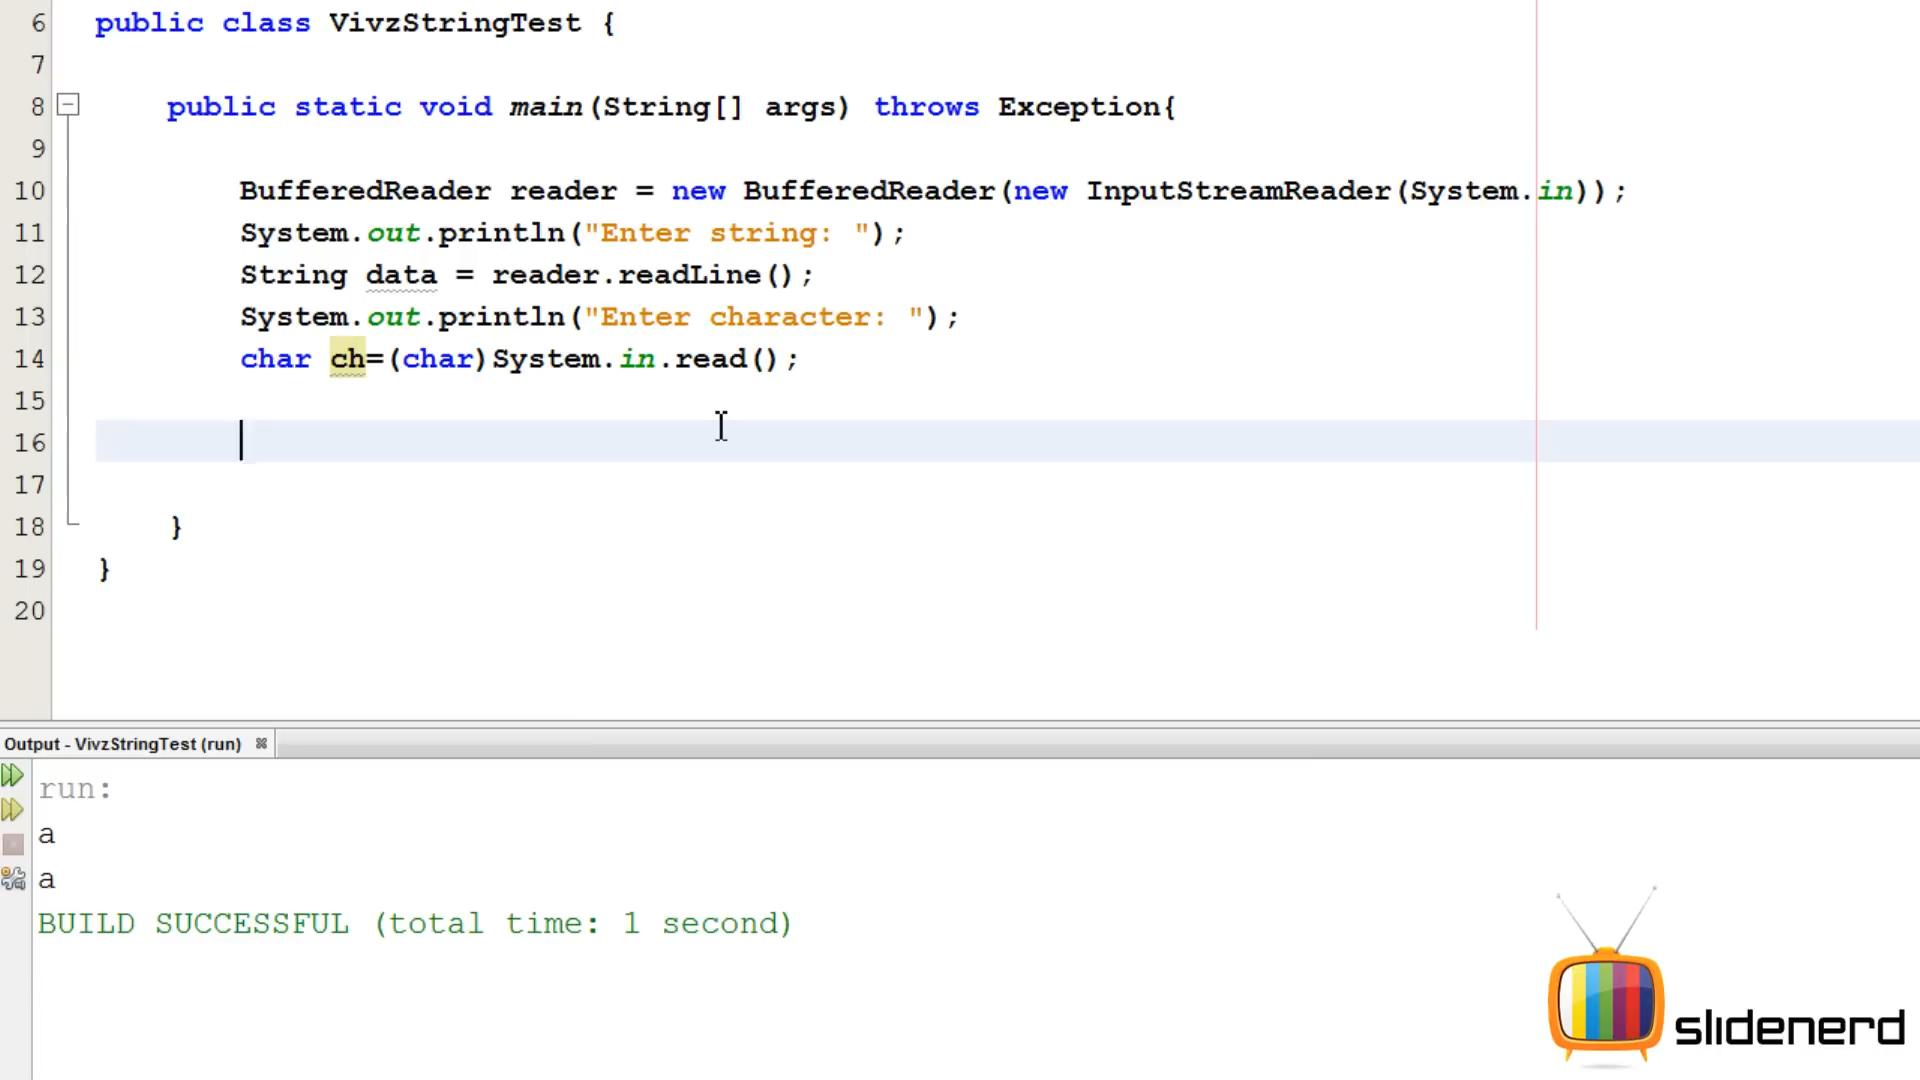 6 public class VivzStringTest {
7
8 public static void main(String[] args) throws Exception{
9
10 BufferedReader reader = new BufferedReader(new InputStreamReader(System.in));
11 System.out.println("Enter string: ");
12 String data = reader.readLine();
13 System.out.println("Enter character: ");
14 char ch=(char)System.in.read();
15
16
17
18 }
19 }
20
Output - VivzStringTest (run)
run:
a
a
BUILD SUCCESSFUL (total time: 1 second)
slidenerd